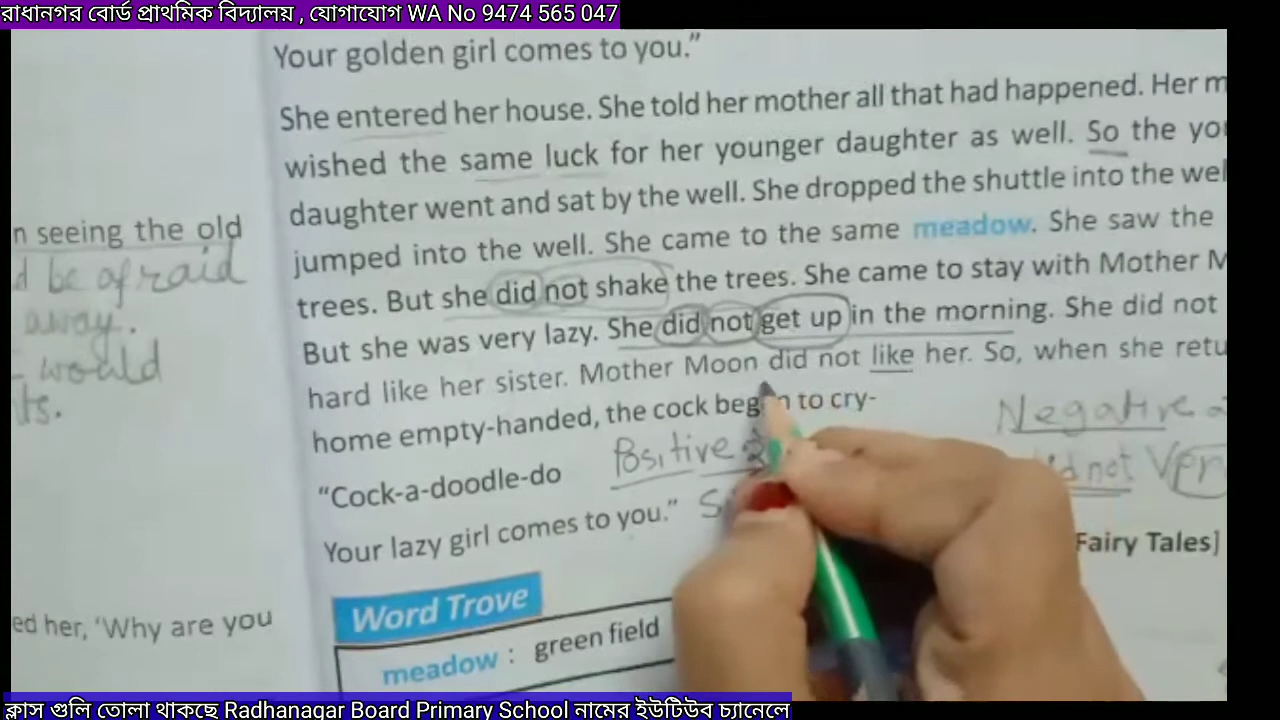 রাধানগর বোর্ড প্রাথমিক বিদ্যালয় , যোগাযোগ WA No 9474 565 047
Your golden girl comes to you.”
She entered her house. She told her mother all that had happened. Her
wished the same luck for her younger daughter as well. So the
daughter went and sat by the well. She dropped the shuttle into the
jumped into the well. She came to the same meadow. She saw the
trees. But she did not shake the trees. She came to stay with Mother
But she was very lazy. She did not get up in the morning. She did not
hard like her sister. Mother Moon did not like her. So, when she
home empty-handed, the cock began to cry-
“Cock-a-doodle-do
Your lazy girl comes to you.”
Positive
Negative
not
Fairy Tales]
Word Trove
meadow : green field
seeing the old
be afraid
away.
would
her, ‘Why are you
ক্লাস গুলি তোলা থাকছে Radhanagar Board Primary School নামের ইউটিউব চ্যানেলে